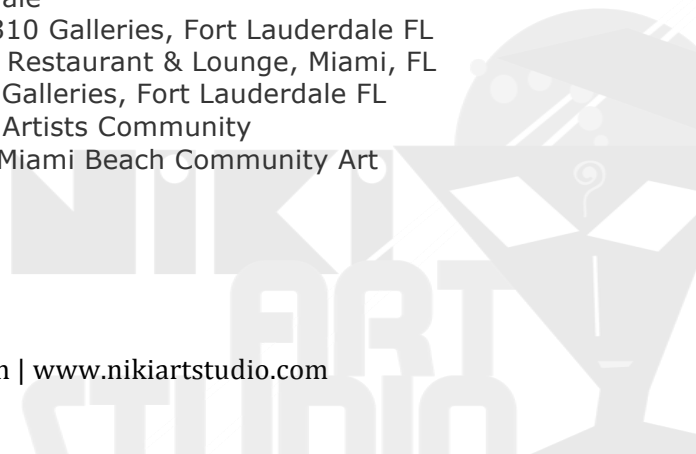 ale
310 Galleries, Fort Lauderdale FL
Restaurant & Lounge, Miami, FL
Galleries, Fort Lauderdale FL
Artists Community
Miami Beach Community Art
NiKi
ART
STUDIO
| www.nikiartstudio.com